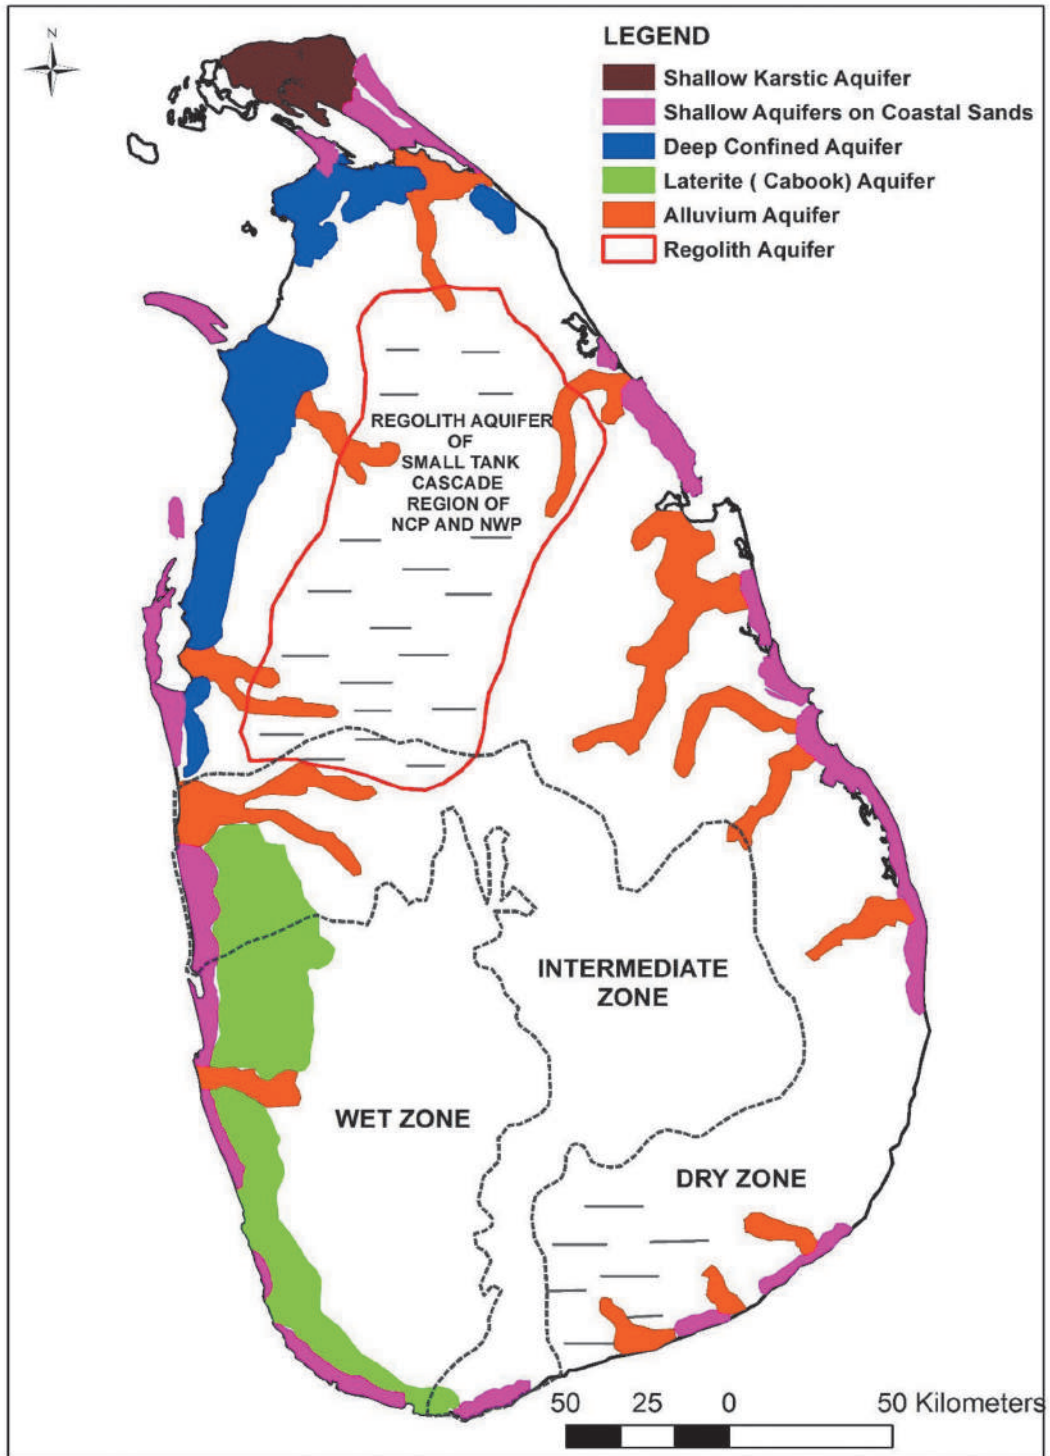 N
LEGEND
Shallow Karstic Aquifer
Shallow Aquifers on Coastal Sands
Deep Confined Aquifer
Laterite ( Cabook) Aquifer
Alluvium Aquifer
Regolith Aquifer
REGOLITH AQUIFER
OF
SMALL TANK
CASCADE
REGION OF
NCP AND NWP
INTERMEDIATE
ZONE
WET ZONE
DRY ZONE
50 25 0 50 Kilometers